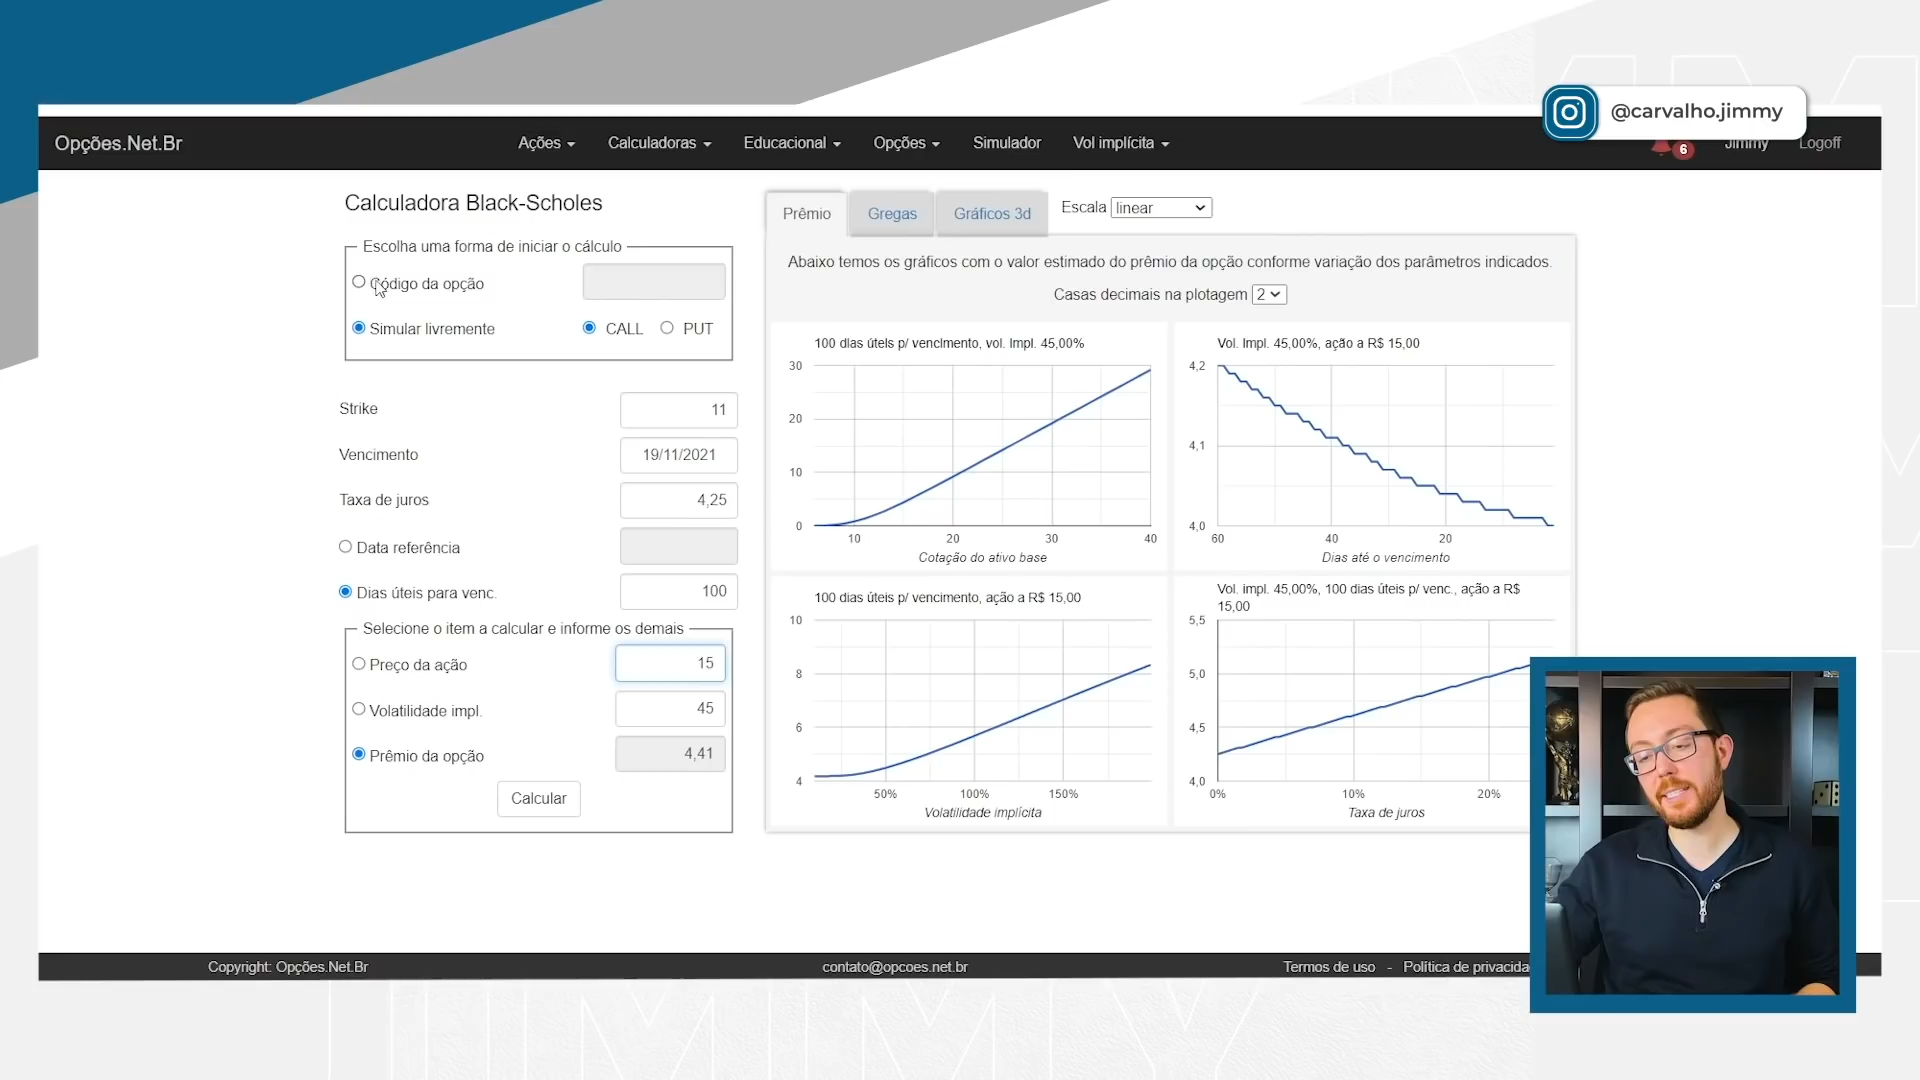 @carvalho.jimmy
Opções.Net.Br
Ações
Calculadoras
Educacional
Opções
Simulador
Vol implícita
6
Jimmy
Logoff
Calculadora Black-Scholes
Escolha uma forma de iniciar o cálculo
Código da opção
Simular livremente
CALL
PUT
Strike
11
Vencimento
19/11/2021
Taxa de juros
4,25
Data referência
Dias úteis para venc.
100
Selecione o item a calcular e informe os demais
Preço da ação
15
Volatilidade impl.
45
Prêmio da opção
4,41
Calcular
Prêmio
Gregas
Gráficos 3d
Escala
linear
Abaixo temos os gráficos com o valor estimado do prêmio da opção conforme variação dos parâmetros indicados.
Casas decimais na plotagem 2
100 dias úteis p/ vencimento, vol. Impl. 45,00%
30
20
10
0
10 20 30 40
Cotação do ativo base
Vol. Impl. 45,00%, ação a R$ 15,00
4,2
4,1
4,0
60 40 20
Dias até o vencimento
100 dias úteis p/ vencimento, ação a R$ 15,00
10
8
6
4
50% 100% 150%
Volatilidade implícita
Vol. impl. 45,00%, 100 dias úteis p/ venc., ação a R$
15,00
5,5
5,0
4,5
4,0
0% 10% 20%
Taxa de juros
Copyright: Opções.Net.Br
contato@opcoes.net.br
Termos de uso - Política de privacida